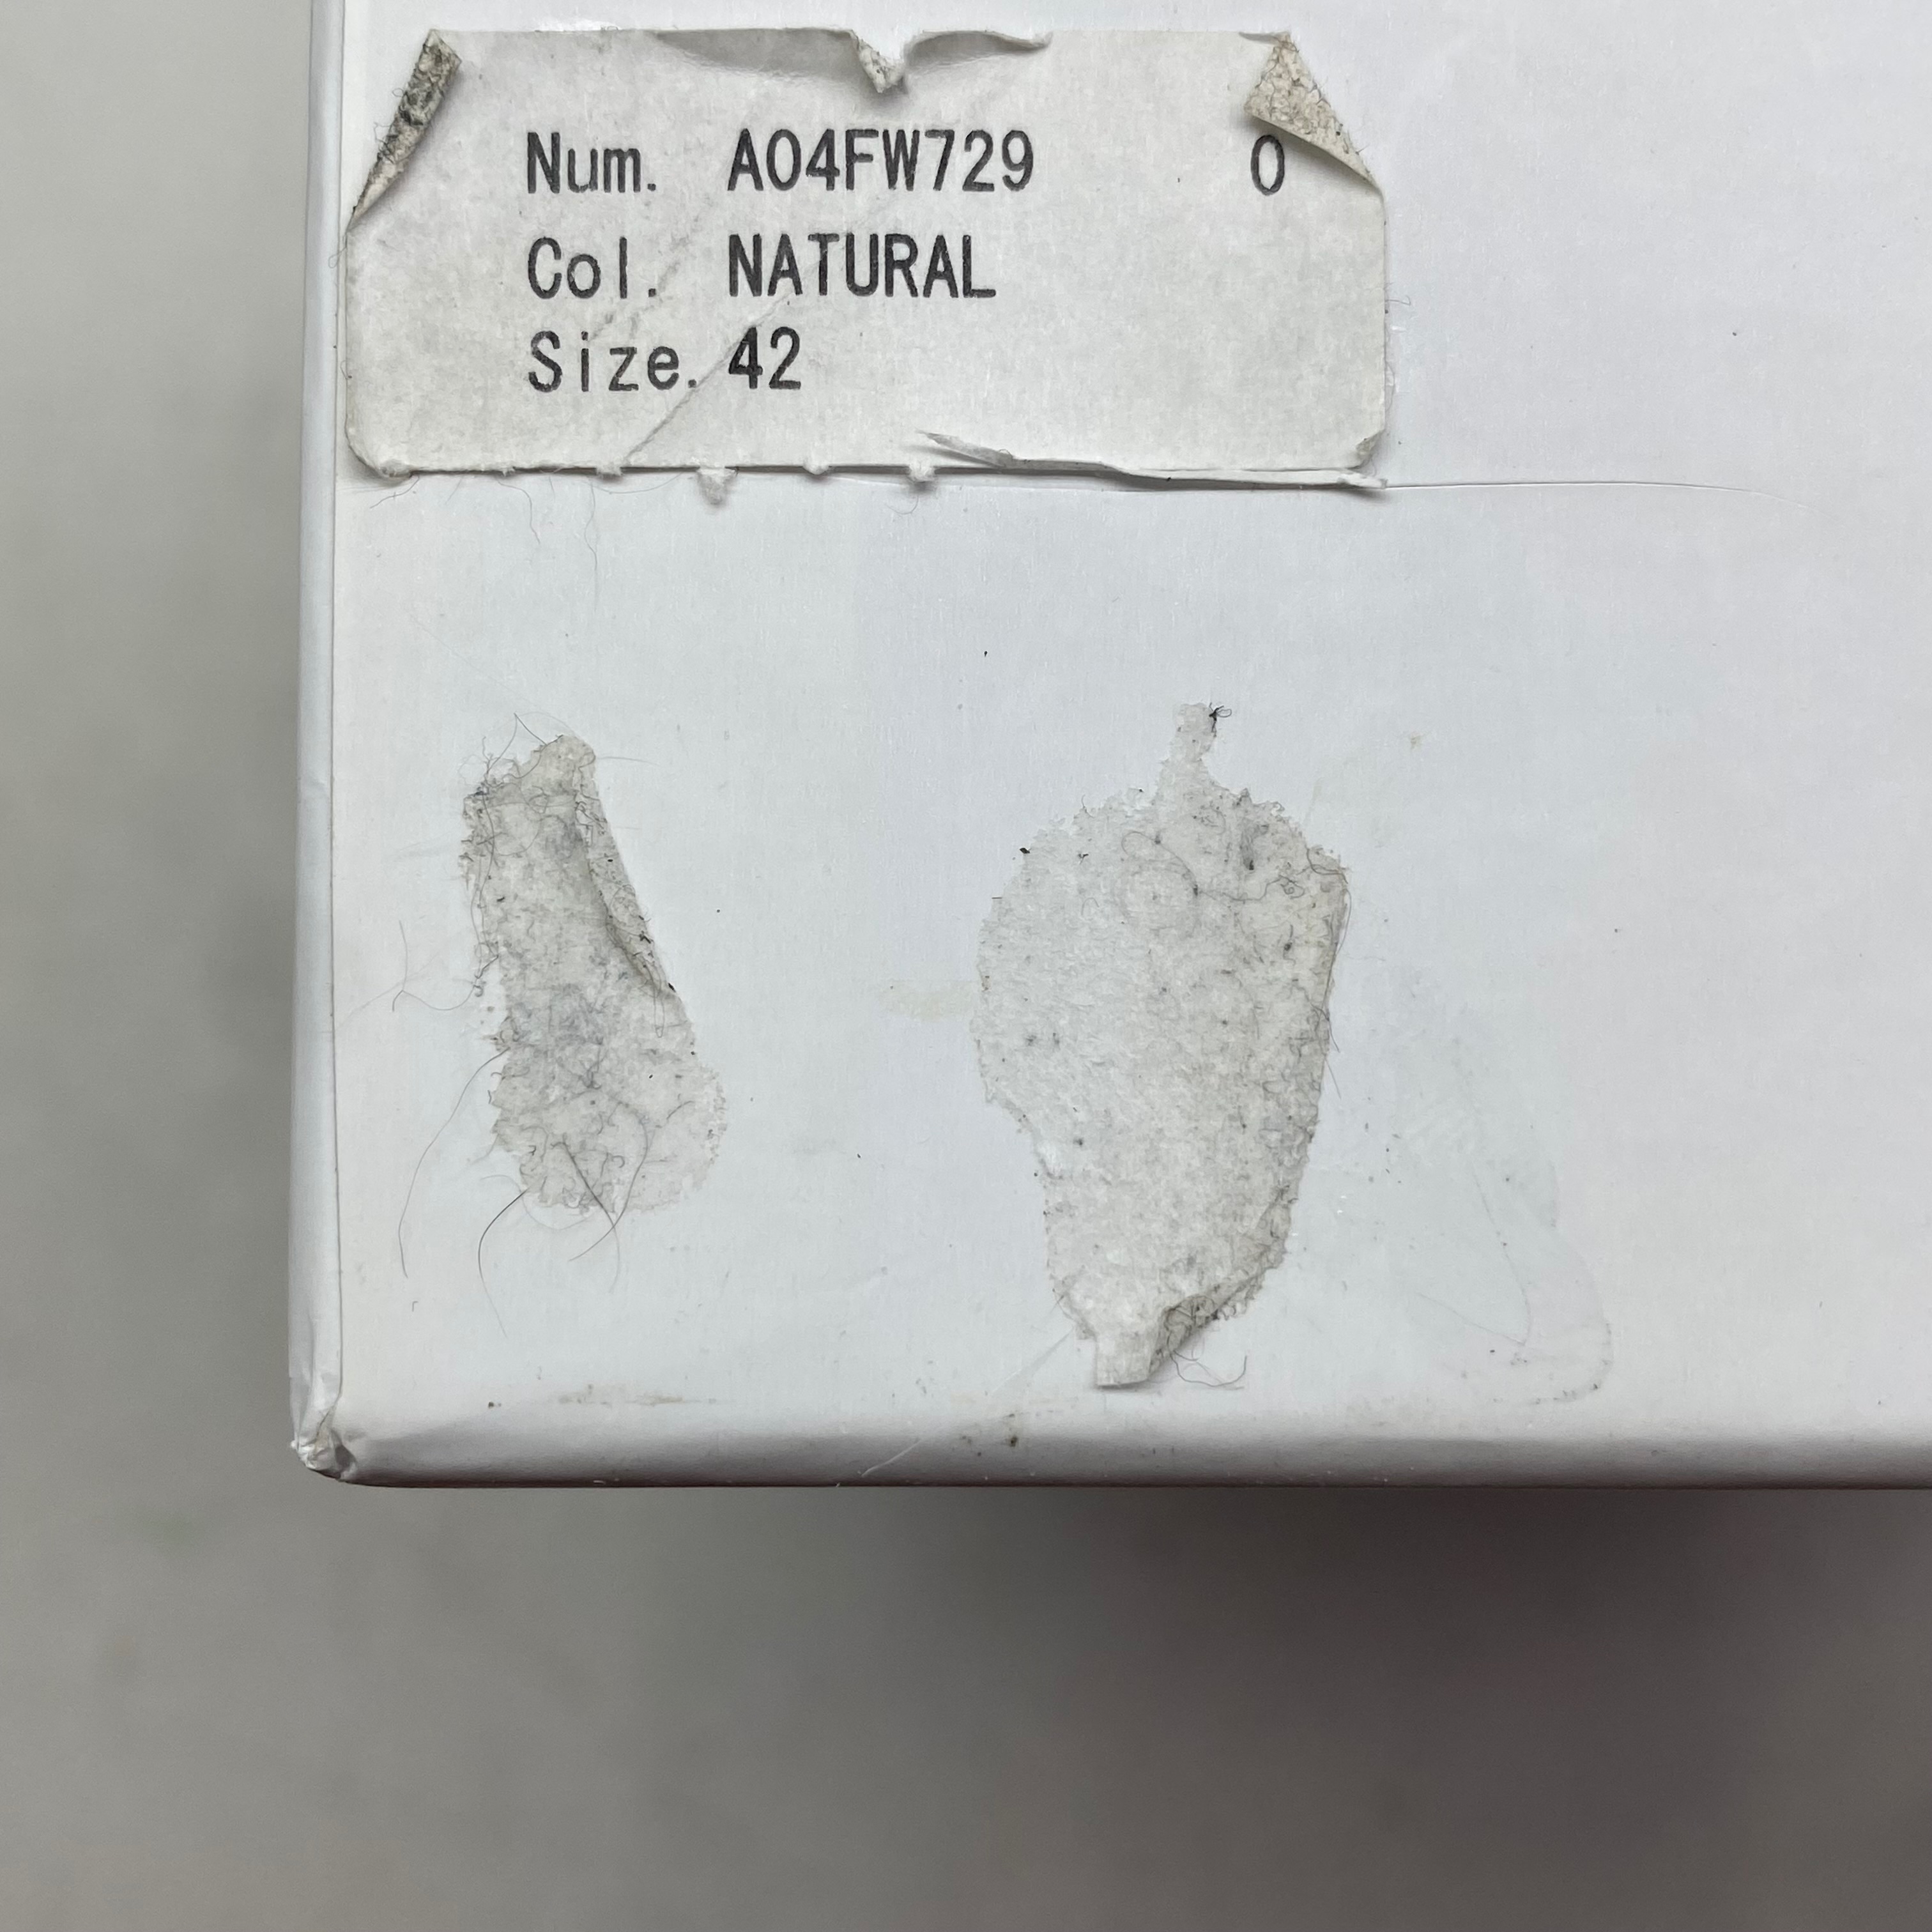 Num. A04FW729 0
Col. NATURAL
Size. 42